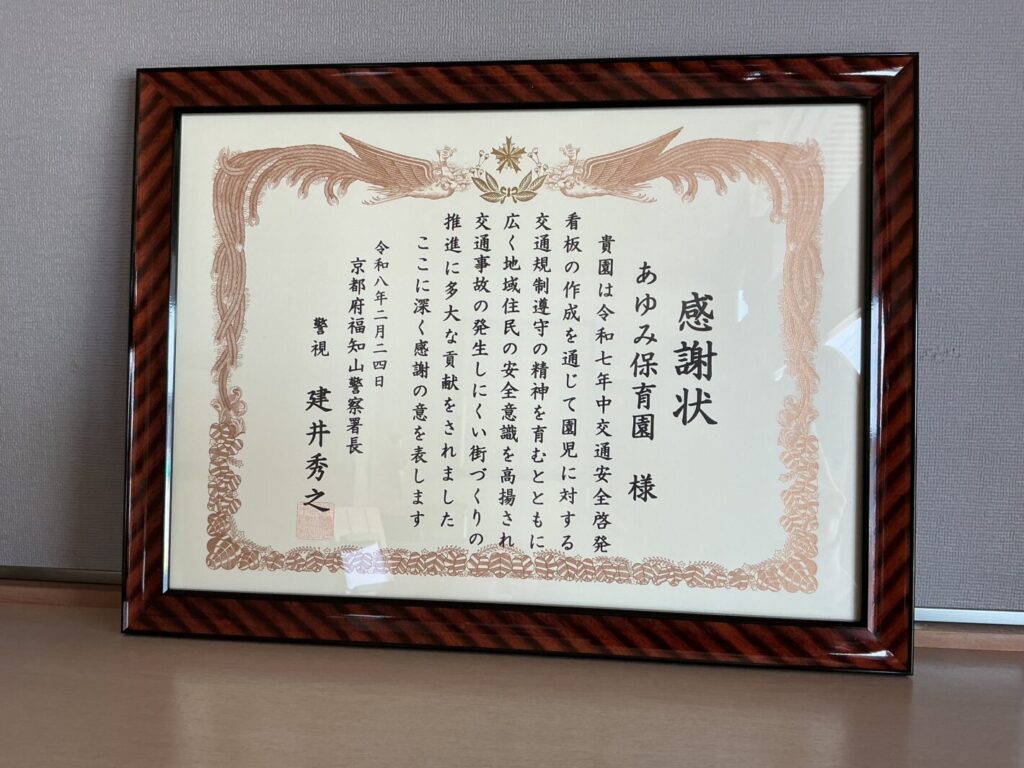 感謝状
あゆみ保育園 様
貴園は令和七年中交通安全啓発
看板の作成を通じて園児に対する
交通規制遵守の精神を育むとともに
広く地域住民の安全意識を高揚され
交通事故の発生しにくい街づくりの
推進に多大な貢献をされました
ここに深く感謝の意を表します
令和八年二月二四日
京都府福知山警察署長
警視 建井秀之